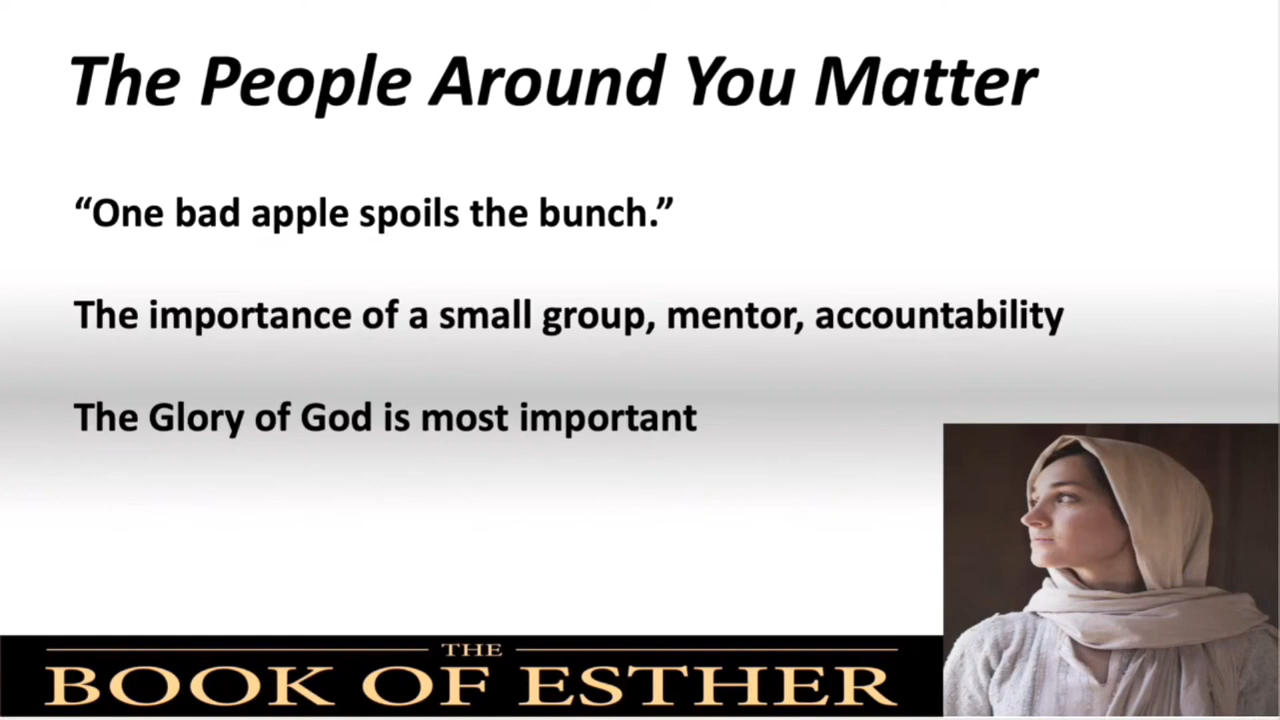 The People Around You Matter
“One bad apple spoils the bunch.”
The importance of a small group, mentor, accountability
The Glory of God is most important
THE
BOOK OF ESTHER